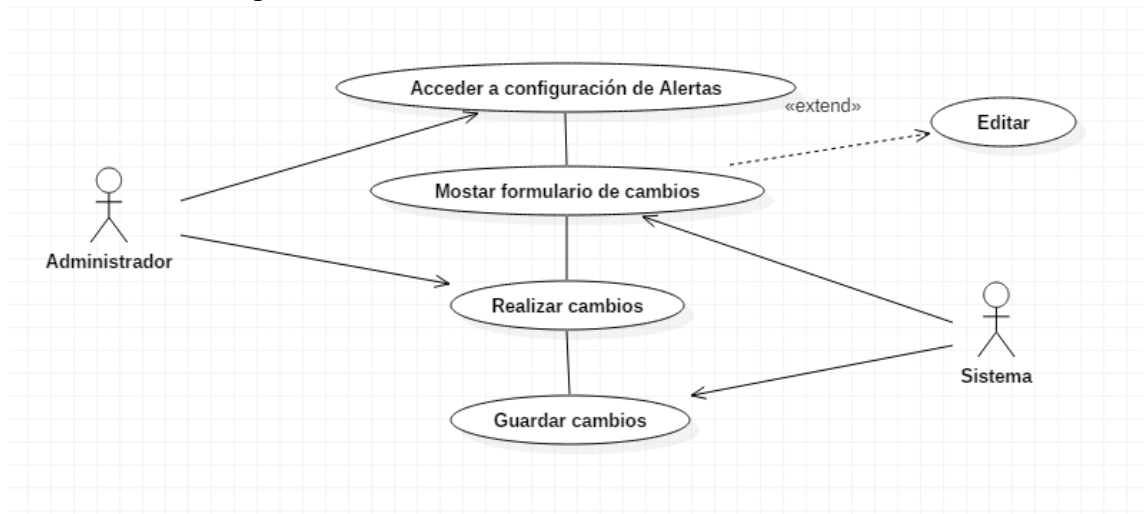 Acceder a configuración de Alertas
«extend»
Editar
Mostar formulario de cambios
Administrador
Realizar cambios
Sistema
Guardar cambios